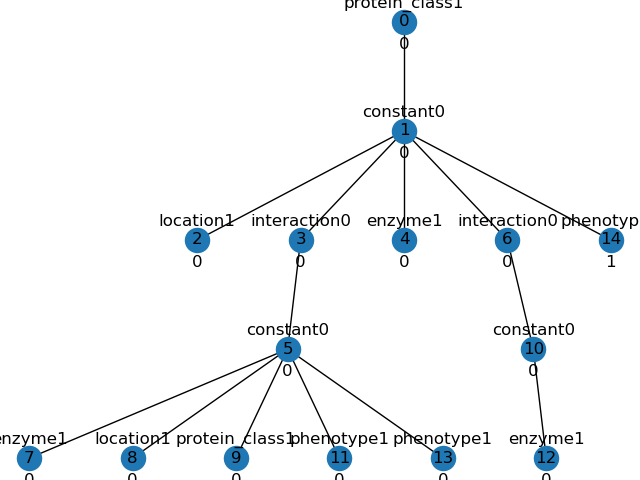 protein_class1
0
0
constant0
1
0
location1 interaction0 enzyme1 interaction0 phenotyp
2 3 4 6 14
0 0 0 0 1
constant0 constant0
5 10
0 0
enzyme1 location1 protein_class1 phenotype1 phenotype1 enzyme1
7 8 9 11 13 12
0 0 0 0 0 0